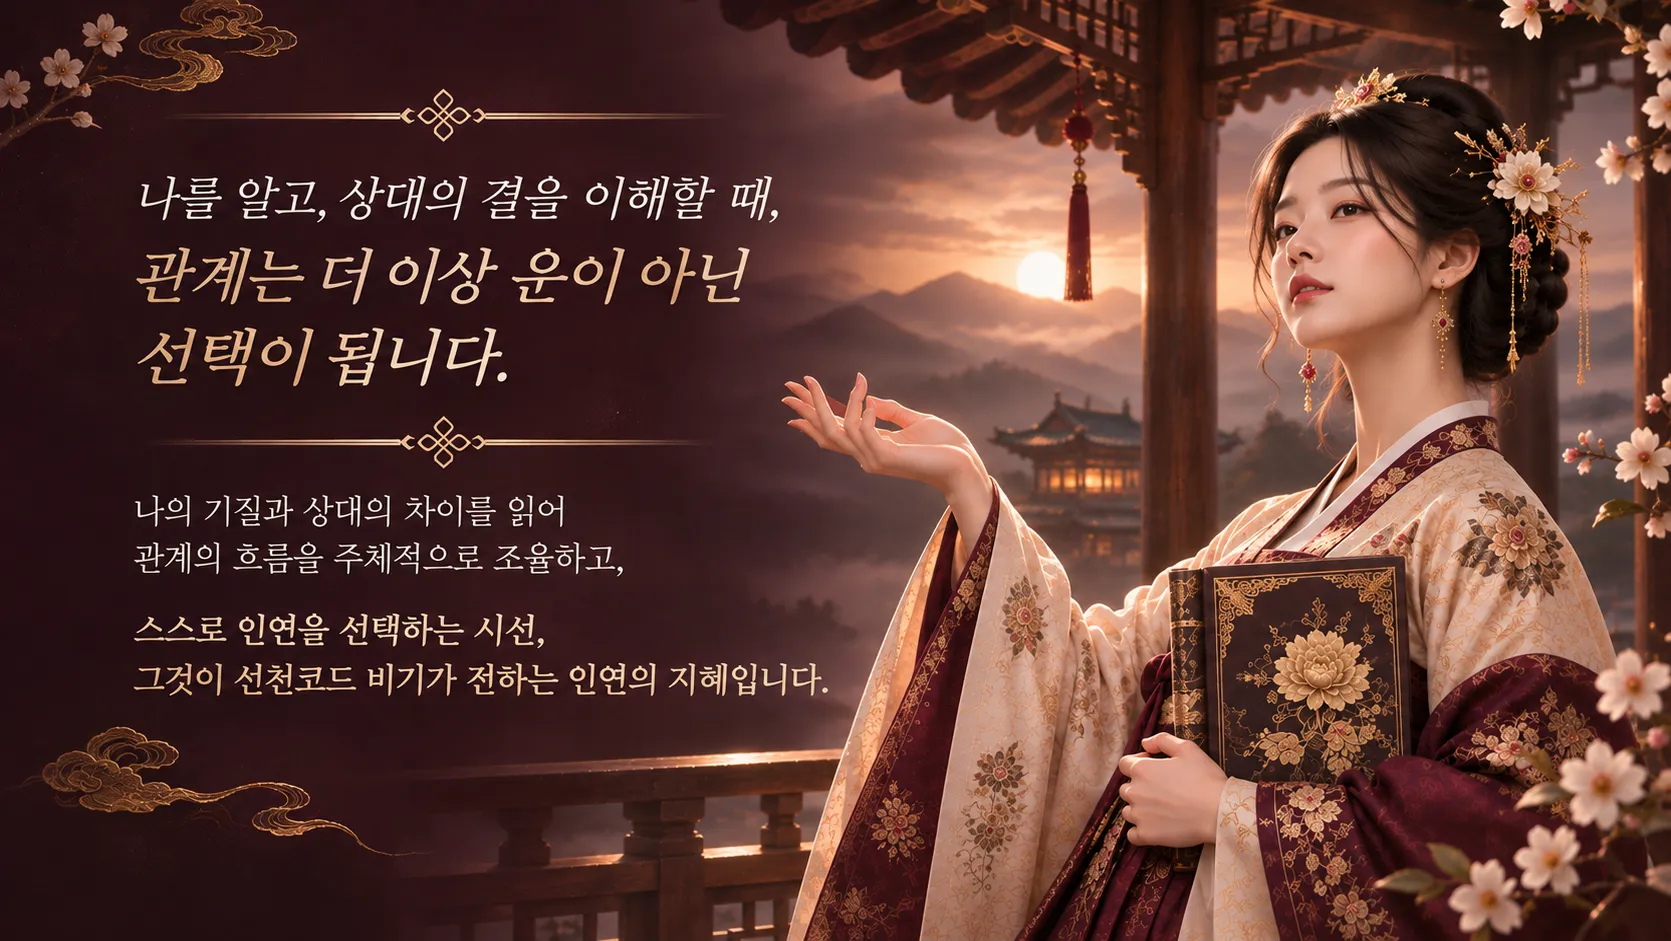 나를 알고, 상대의 결을 이해할 때,
관계는 더 이상 운이 아닌
선택이 됩니다.
나의 기질과 상대의 차이를 읽어
관계의 흐름을 주체적으로 조율하고,
스스로 인연을 선택하는 시선,
그것이 선천코드 비기가 전하는 인연의 지혜입니다.